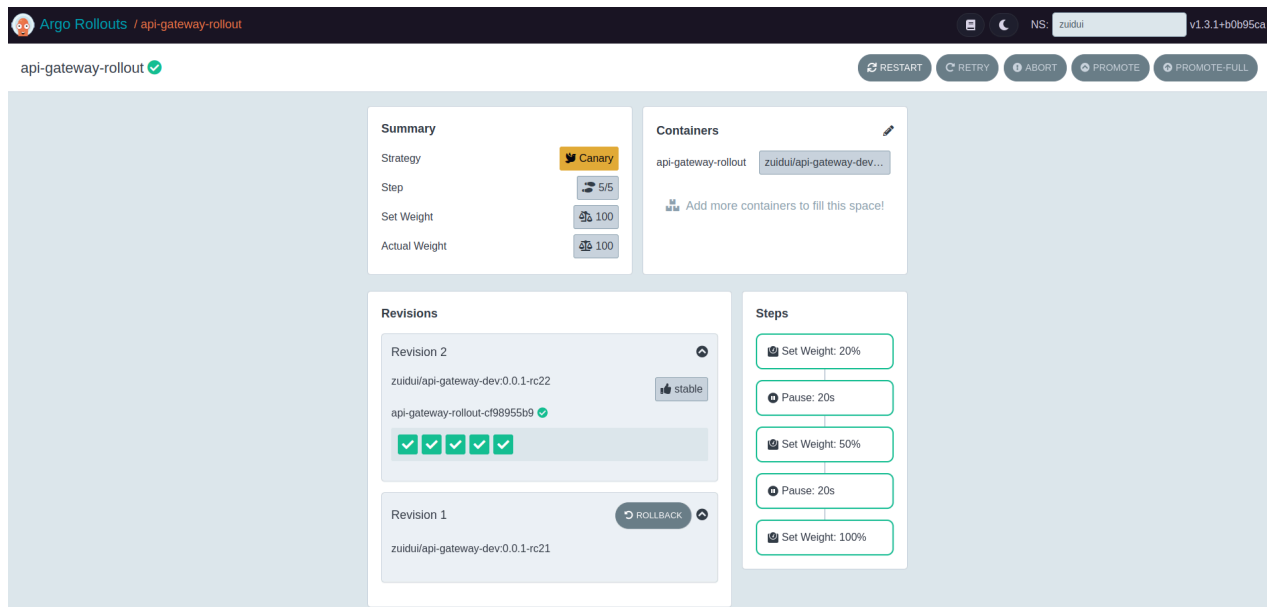 Argo Rollouts / api-gateway-rollout
NS: zuidui v1.3.1+b0b95ca
api-gateway-rollout
RESTART RETRY ABORT PROMOTE PROMOTE-FULL
Summary
Strategy Canary
Step 5/5
Set Weight 100
Actual Weight 100
Containers
api-gateway-rollout zuidui/api-gateway-dev...
Add more containers to fill this space!
Revisions
Revision 2
zuidui/api-gateway-dev:0.0.1-rc22
stable
api-gateway-rollout-cf98955b9
Revision 1
ROLLBACK
zuidui/api-gateway-dev:0.0.1-rc21
Steps
Set Weight: 20%
Pause: 20s
Set Weight: 50%
Pause: 20s
Set Weight: 100%